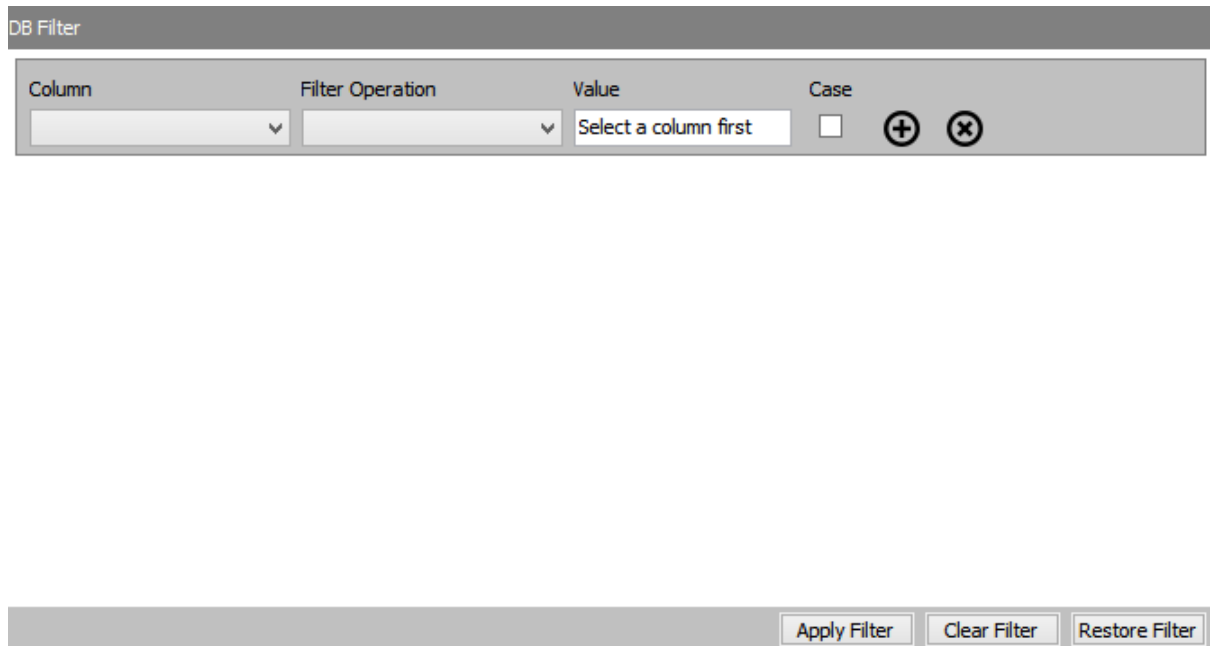 DB Filter
Column Filter Operation Value Case
Select a column first
Apply Filter Clear Filter Restore Filter